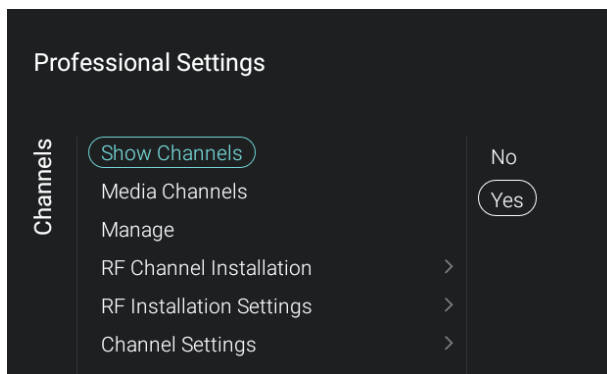 Professional Settings
Channels
Show Channels
No
Media Channels
Yes
Manage
RF Channel Installation
RF Installation Settings
Channel Settings